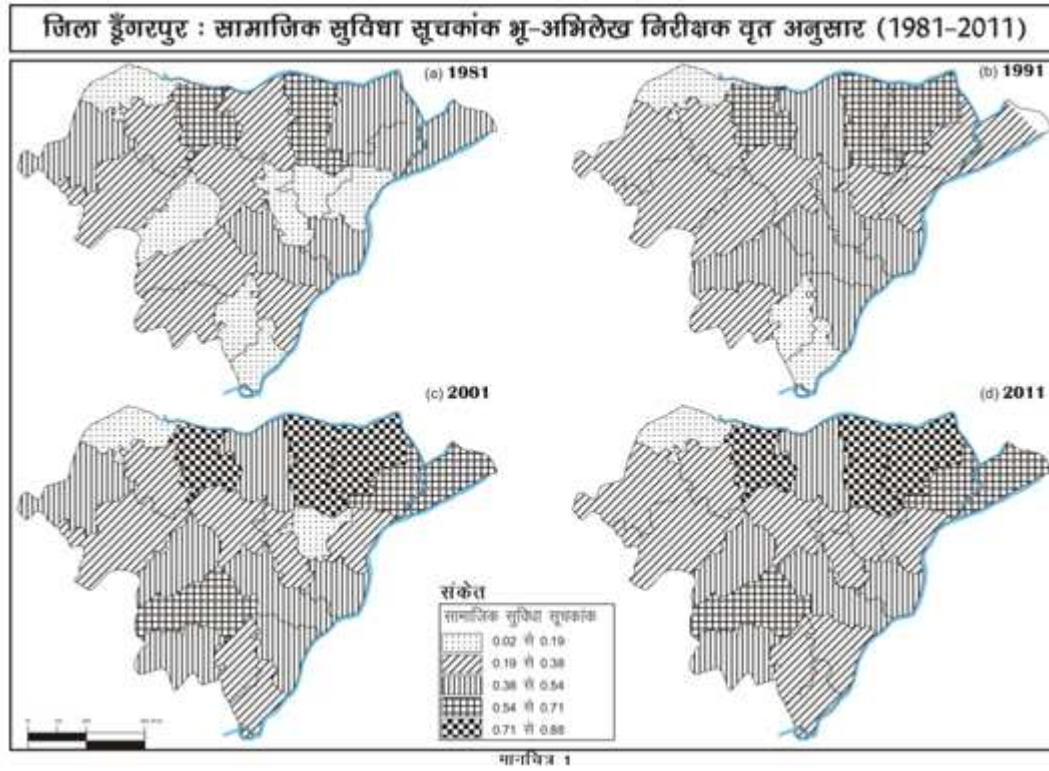 जिला डूँगरपुर : सामाजिक सुविधा सूचकांक भू-अभिलेख निरीक्षक वृत अनुसार (1981-2011)
(a) 1981
(b) 1991
(c) 2001
(d) 2011
संकेत
सामाजिक सुविधा सूचकांक
0.02 से 0.19
0.19 से 0.38
0.38 से 0.54
0.54 से 0.71
0.71 से 0.88
मानचित्र 1